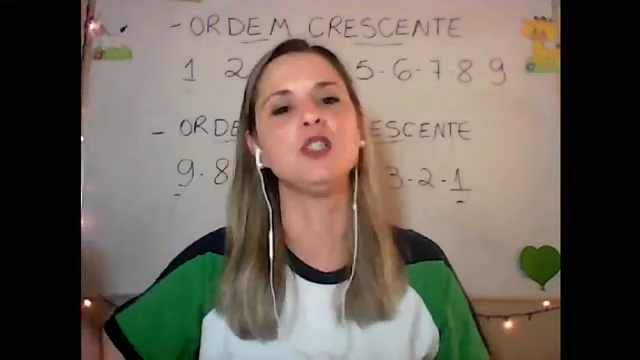 - ORDEM CRESCENTE
1 2 5 - 6 - 7 8 9
- ORDE ESCENTE
9 - 8 3 - 2 - 1